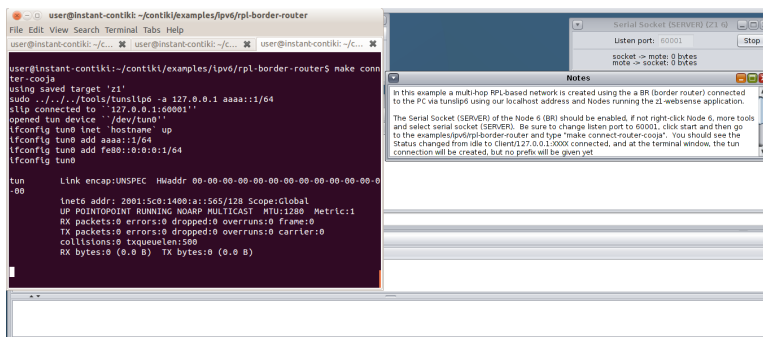 user@instant-contiki: ~/contiki/examples/ipv6/rpl-border-router
File Edit View Search Terminal Tabs Help
user@instant-contiki: ~/c... user@instant-contiki: ~/c... user@instant-contiki: ~/c...
user@instant-contiki:~/contiki/examples/ipv6/rpl-border-router$ make conn
ter-cooja
using saved target 'z1'
sudo ../../../tools/tunslip6 -a 127.0.0.1 aaaa::1/64
slip connected to ``127.0.0.1:60001''
opened tun device ``/dev/tun0''
ifconfig tun0 inet `hostname` up
ifconfig tun0 add aaaa::1/64
ifconfig tun0 add fe80::0:0:0:1/64
ifconfig tun0
tun Link encap:UNSPEC HWaddr 00-00-00-00-00-00-00-00-00-00-00-00-00-0
-00
inet6 addr: 2001:5c0:1400:a::565/128 Scope:Global
UP POINTOPOINT RUNNING NOARP MULTICAST MTU:1280 Metric:1
RX packets:0 errors:0 dropped:0 overruns:0 frame:0
TX packets:0 errors:0 dropped:0 overruns:0 carrier:0
collisions:0 txqueuelen:500
RX bytes:0 (0.0 B) TX bytes:0 (0.0 B)
Serial Socket (SERVER) (Z1 6)
Listen port: 60001 Stop
socket -> mote: 0 bytes
mote -> socket: 0 bytes
Notes
In this example a multi-hop RPL-based network is created using the a BR (border router) connected
to the PC via tunslip6 using our localhost address and Nodes running the z1-websense application.
The Serial Socket (SERVER) of the Node 6 (BR) should be enabled, if not right-click Node 6, more tools
and select serial socket (SERVER). Be sure to change listen port to 60001, click start and then go
to the examples/ipv6/rpl-border-router and type "make connect-router-cooja". You should see the
Status changed from idle to Client/127.0.0.1:XXXX connected, and at the terminal window, the tun
connection will be created, but no prefix will be given yet